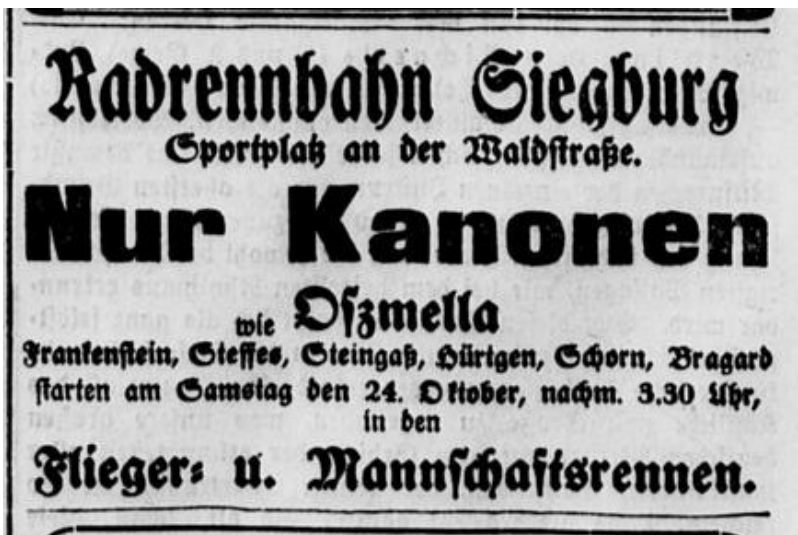 Radrennbahn Siegburg
Sportplatz an der Waldstraße.
Nur Kanonen
wie Oszmella
Frankenstein, Steffes, Steingaß, Hürtgen, Schorn, Bragard
starten am Samstag den 24. Oktober, nachm. 3.30 Uhr,
in den
Flieger- u. Mannschaftsrennen.